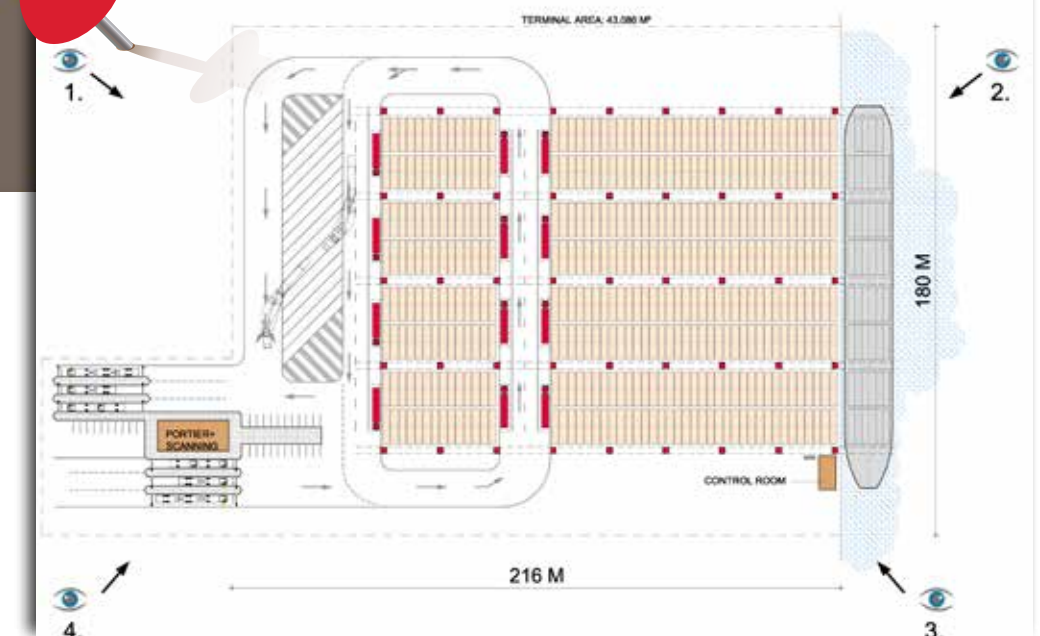 TERMINAL AREA: 43.086 M²
1.
2.
180 M
PORTIER+
SCANNING
CONTROL ROOM
216 M
4.
3.